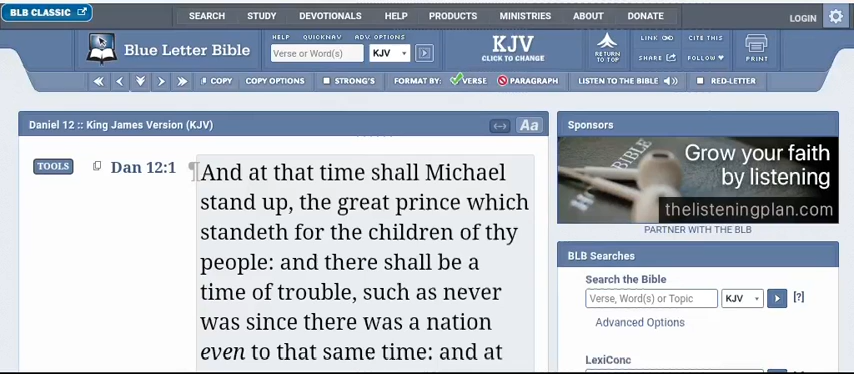 BLB CLASSIC
SEARCH STUDY DEVOTIONALS HELP PRODUCTS MINISTRIES ABOUT DONATE
LOGIN
Blue Letter Bible
HELP QUICKNAV ADV. OPTIONS
Verse or Word(s) KJV
KJV
CLICK TO CHANGE
RETURN
TO TOP
LINK CITE THIS
SHARE FOLLOW
PRINT
COPY COPY OPTIONS STRONG'S FORMAT BY: VERSE PARAGRAPH LISTEN TO THE BIBLE RED-LETTER
Daniel 12 :: King James Version (KJV)
Aa
TOOLS Dan 12:1 ¶And at that time shall Michael
stand up, the great prince which
standeth for the children of thy
people: and there shall be a
time of trouble, such as never
was since there was a nation
even to that same time: and at
Sponsors
BIBLE
Grow your faith
by listening
thelisteningplan.com
PARTNER WITH THE BLB
BLB Searches
Search the Bible
Verse, Word(s) or Topic KJV [?]
Advanced Options
LexiConc